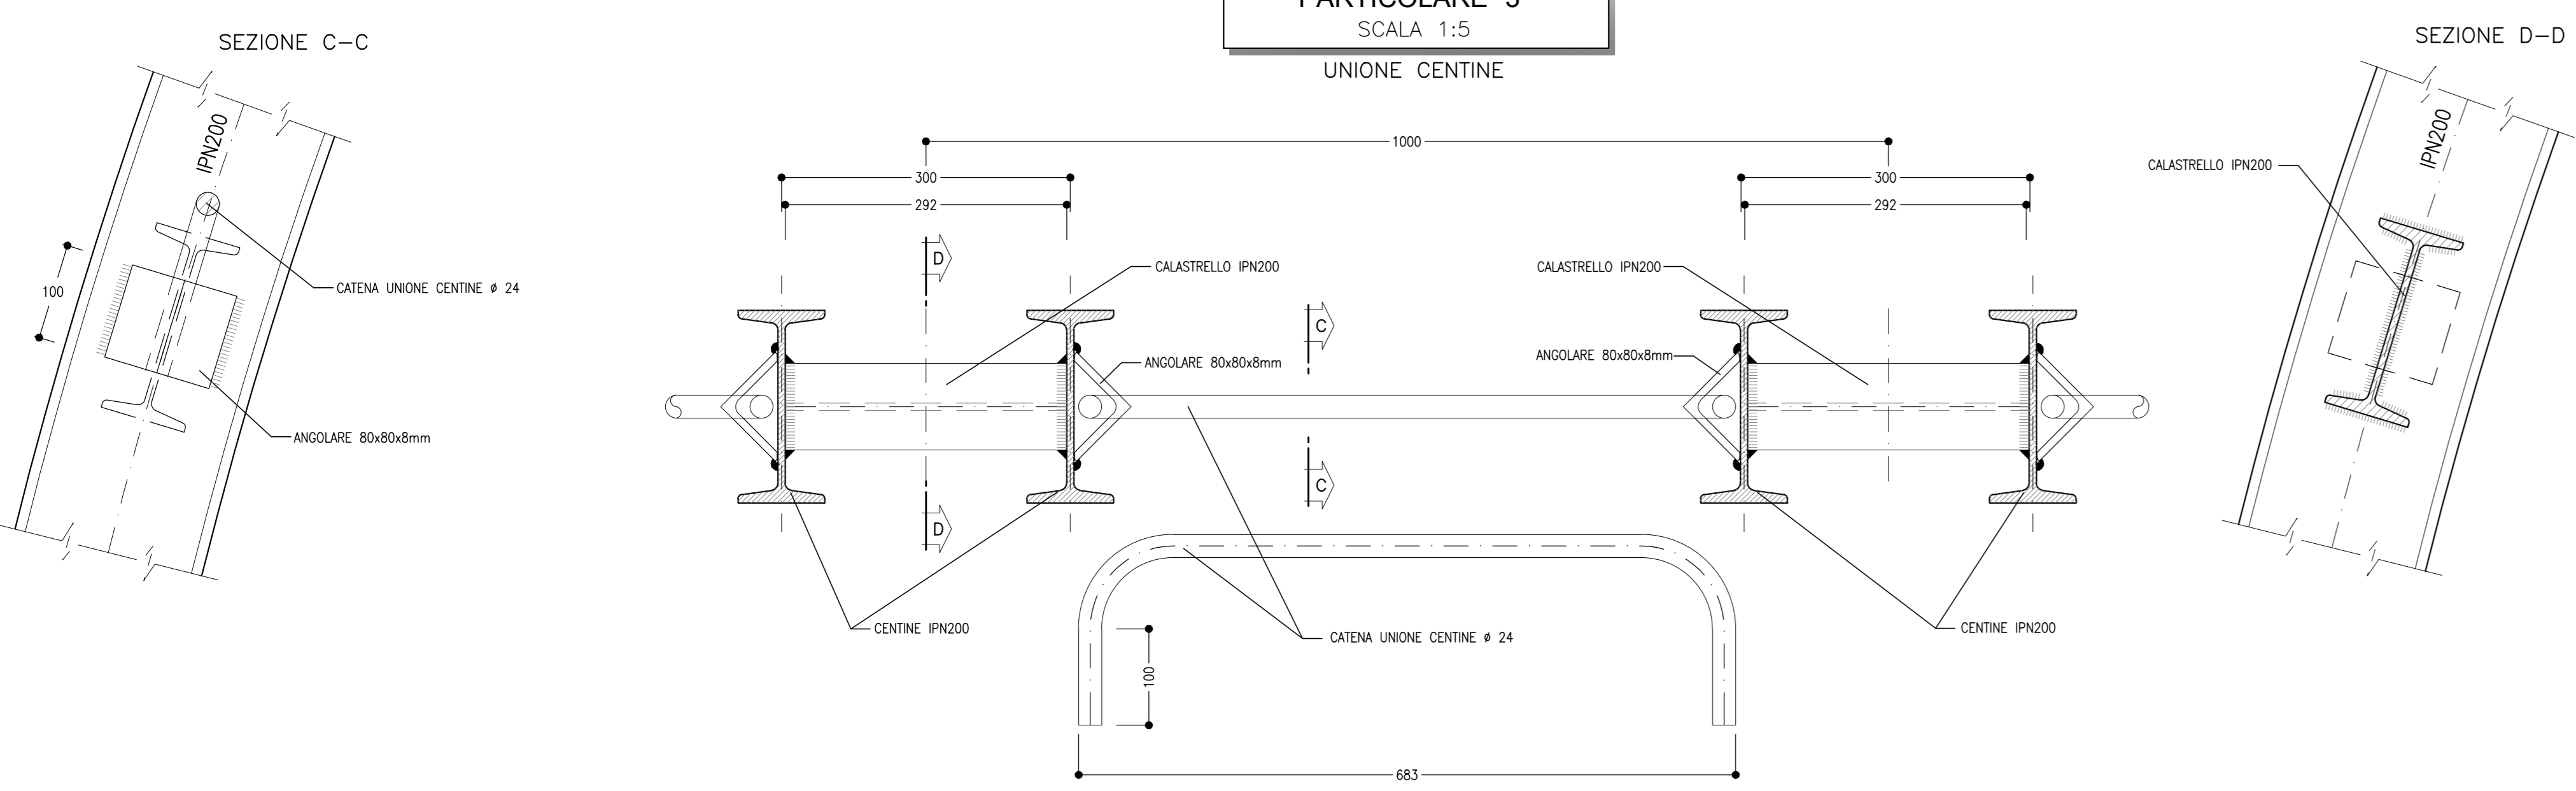 PARTICOLARE 3
SCALA 1:5
UNIONE CENTINE
SEZIONE C-C
IPN200
100
CATENA UNIONE CENTINE ø 24
ANGOLARE 80x80x8mm
1000
300
292
300
292
D
CALASTRELLO IPN200
C
CALASTRELLO IPN200
ANGOLARE 80x80x8mm
ANGOLARE 80x80x8mm
C
D
CENTINE IPN200
CATENA UNIONE CENTINE ø 24
CENTINE IPN200
100
683
SEZIONE D-D
IPN200
CALASTRELLO IPN200